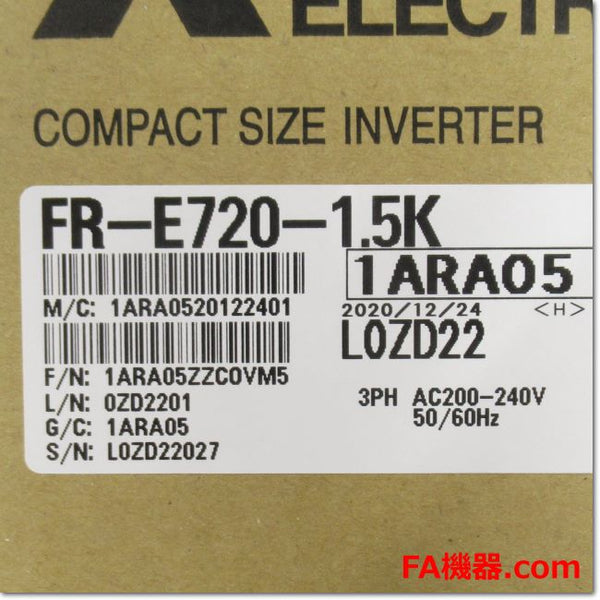 ELECTR
COMPACT SIZE INVERTER
FR-E720-1.5K
1ARA05
M/C: 1ARA0520122401
2020/12/24 <H>
L0ZD22
F/N: 1ARA05ZZC0VM5
L/N: 0ZD2201
G/C: 1ARA05
S/N: L0ZD22027
3PH AC200-240V
50/60Hz
FA機器.com